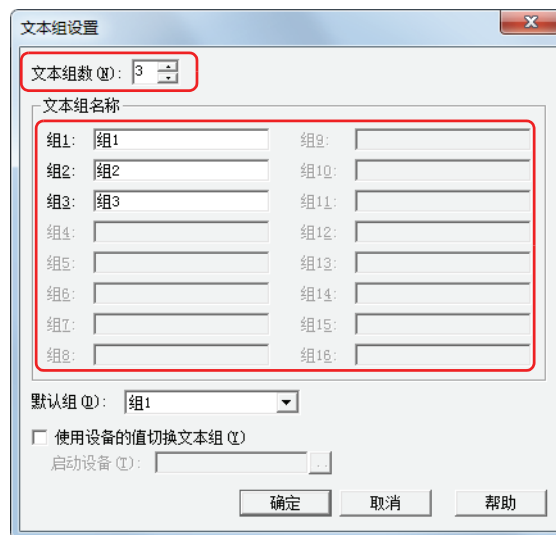 文本组设置
文本组数(N): 3
文本组名称
组1: 组1
组2: 组2
组3: 组3
组4:
组5:
组6:
组7:
组8:
组9:
组10:
组11:
组12:
组13:
组14:
组15:
组16:
默认组(D): 组1
使用设备的值切换文本组(Y)
启动设备(T): ..
确定 取消 帮助